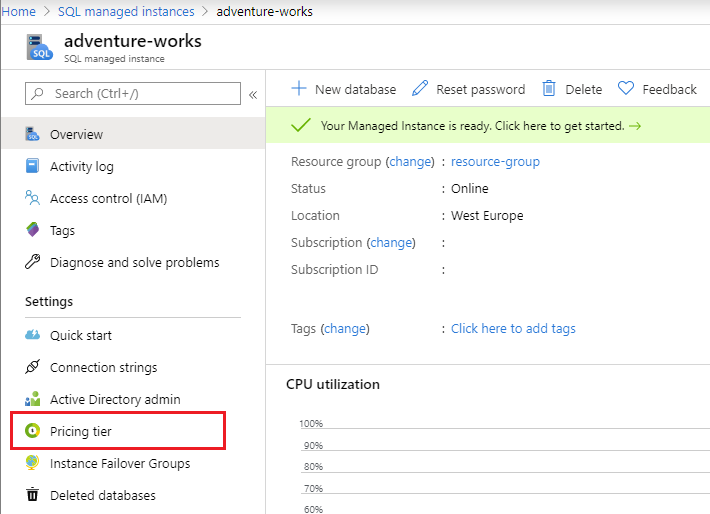 Home > SQL managed instances > adventure-works
adventure-works
SQL managed instance
Search (Ctrl+/)
«
Overview
Activity log
Access control (IAM)
Tags
Diagnose and solve problems
Settings
Quick start
Connection strings
Active Directory admin
Pricing tier
Instance Failover Groups
Deleted databases
New database Reset password Delete Feedback
Your Managed Instance is ready. Click here to get started. →
Resource group (change) : resource-group
Status : Online
Location : West Europe
Subscription (change) :
Subscription ID :
Tags (change) : Click here to add tags
CPU utilization
100%
90%
80%
70%
60%